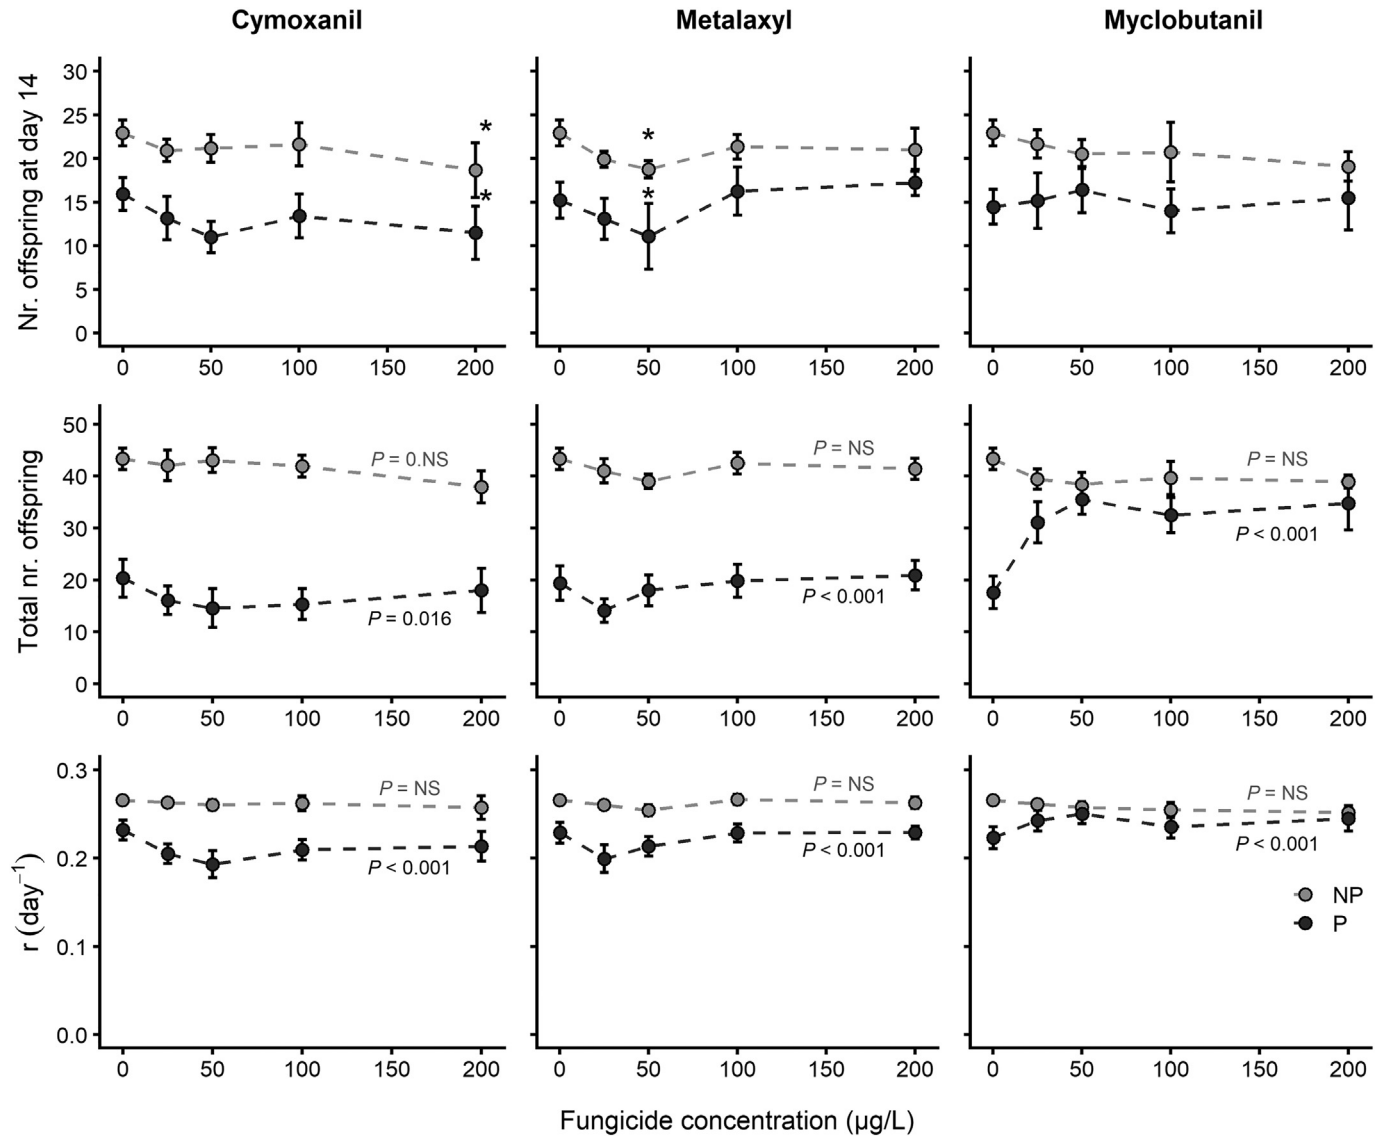 Cymoxanil Metalaxyl Myclobutanil
Nr. offspring at day 14
30
25
20
15
10
5
0
*
*
*
*
0 50 100 150 200
0 50 100 150 200
0 50 100 150 200
Total nr. offspring
50
40
30
20
10
0
P = 0.NS
P = 0.016
P = NS
P < 0.001
P = NS
P < 0.001
0 50 100 150 200
0 50 100 150 200
0 50 100 150 200
r (day⁻¹)
0.3
0.2
0.1
0.0
P = NS
P < 0.001
P = NS
P < 0.001
P = NS
P < 0.001
NP
P
0 50 100 150 200
0 50 100 150 200
0 50 100 150 200
Fungicide concentration (µg/L)